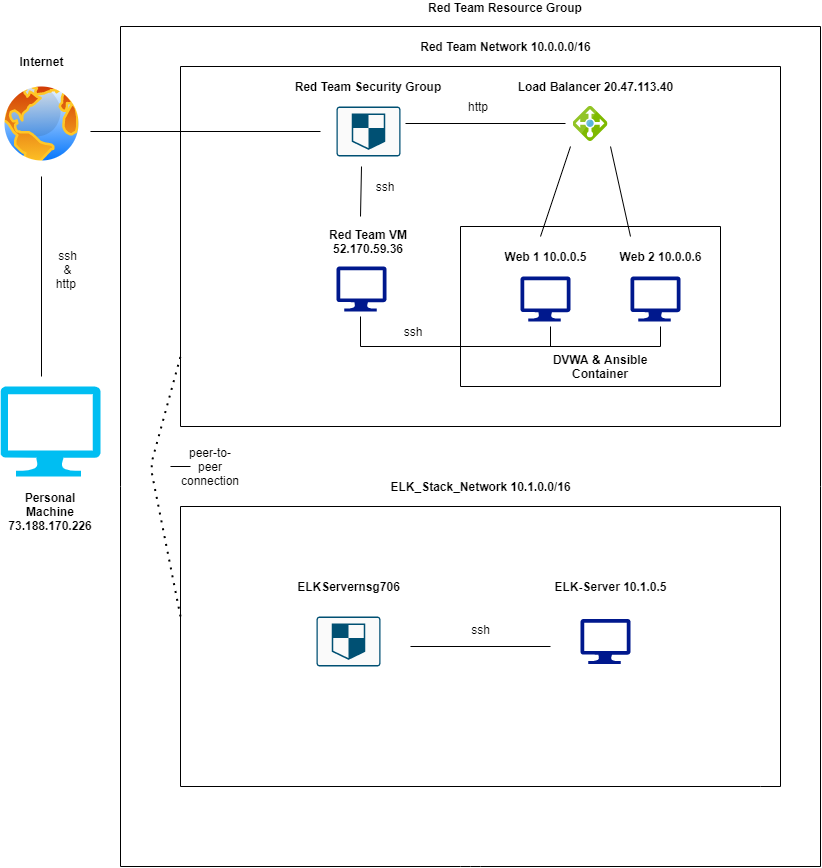 Red Team Resource Group
Red Team Network 10.0.0.0/16
Internet
Red Team Security Group
Load Balancer 20.47.113.40
http
ssh
Red Team VM
52.170.59.36
Web 1 10.0.0.5
Web 2 10.0.0.6
ssh
&
http
ssh
DVWA & Ansible
Container
peer-to-
peer
connection
Personal
Machine
73.188.170.226
ELK_Stack_Network 10.1.0.0/16
ELKServernsg706
ELK-Server 10.1.0.5
ssh